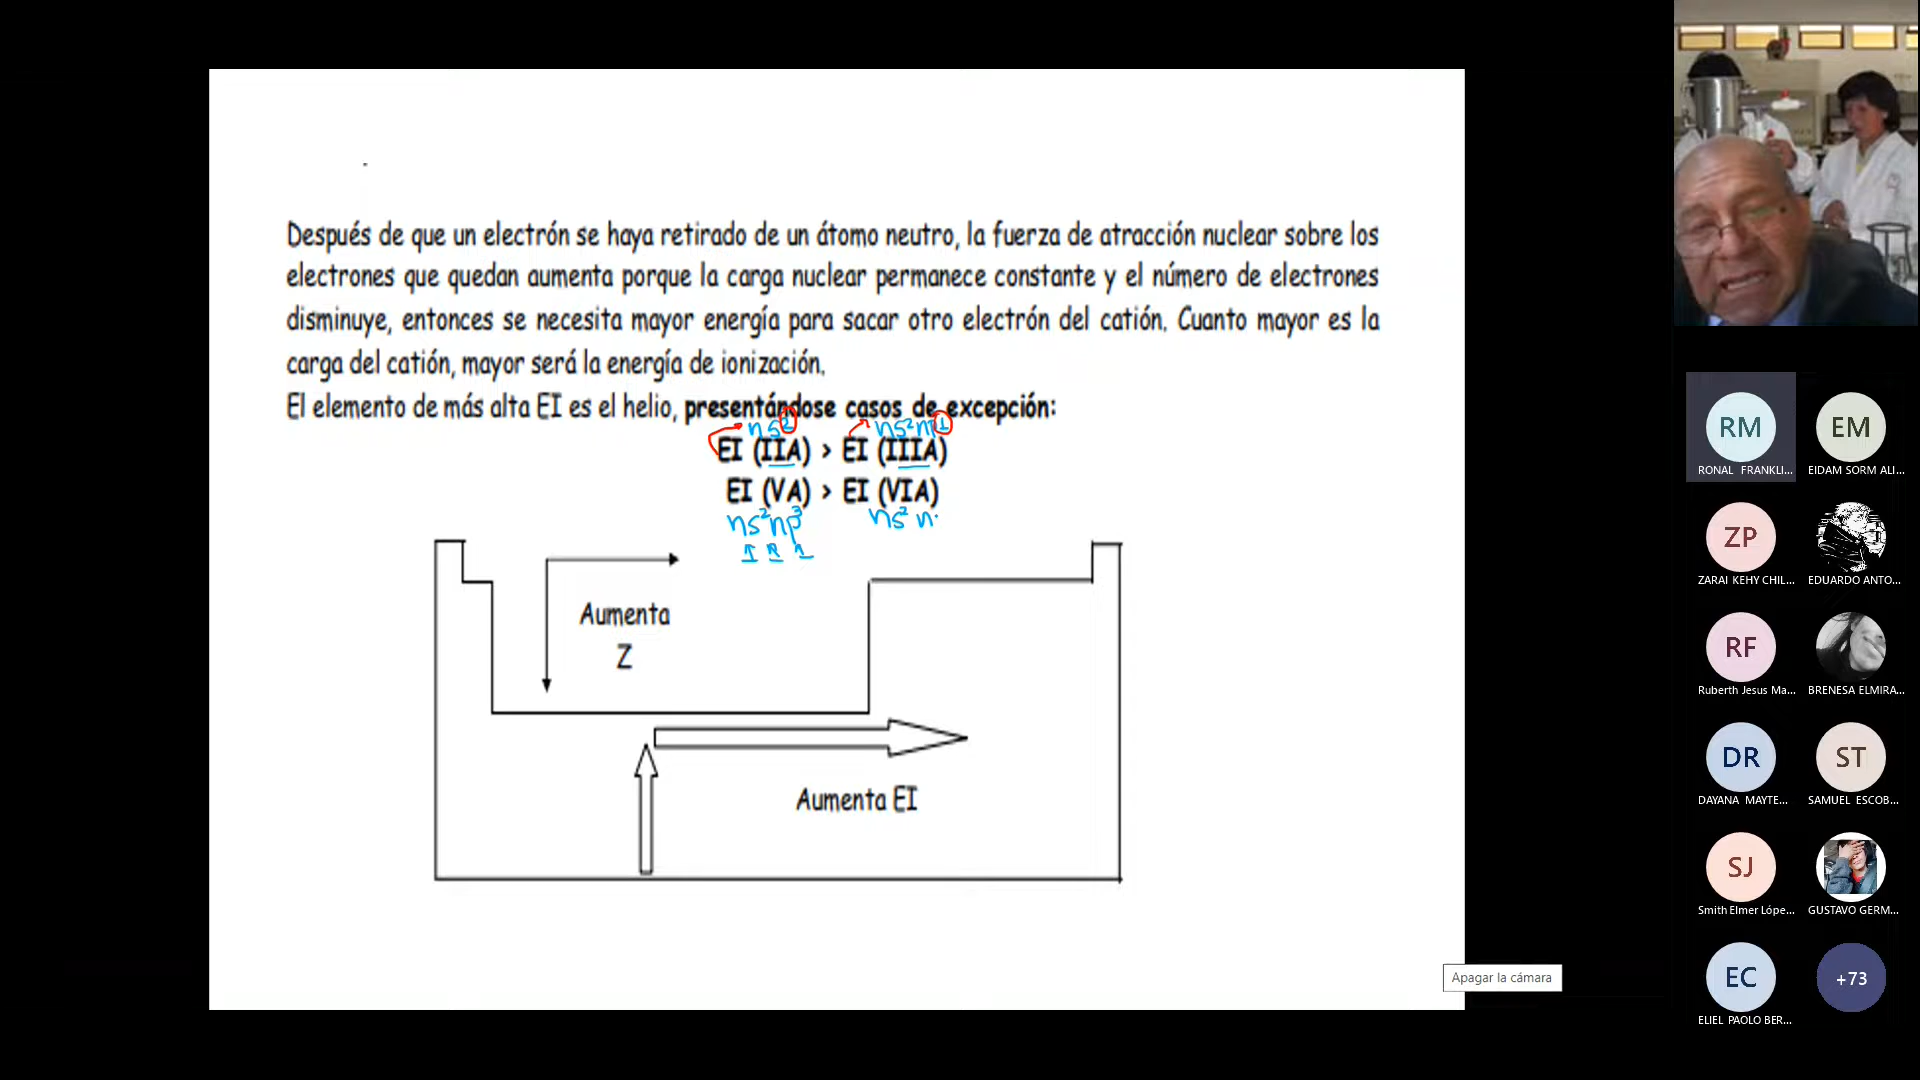 Después de que un electrón se haya retirado de un átomo neutro, la fuerza de atracción nuclear sobre los
electrones que quedan aumenta porque la carga nuclear permanece constante y el número de electrones
disminuye, entonces se necesita mayor energía para sacar otro electrón del catión. Cuanto mayor es la
carga del catión, mayor será la energía de ionización.
El elemento de más alta EI es el helio, presentándose casos de excepción:
ns² ns²np¹
EI (IIA) > EI (IIIA)
EI (VA) > EI (VIA)
ns²np³ ns² n
Aumenta
Z
Aumenta EI
Apagar la cámara
RM
RONAL FRANKLI...
EM
EIDAM SORM ALI...
ZP
ZARAI KEHY CHIL...
EDUARDO ANTO...
RF
Ruberth Jesus Ma...
BRENESA ELMIRA...
DR
DAYANA MAYTE...
ST
SAMUEL ESCOB...
SJ
Smith Elmer Lópe...
GUSTAVO GERM...
EC
ELIEL PAOLO BER...
+73